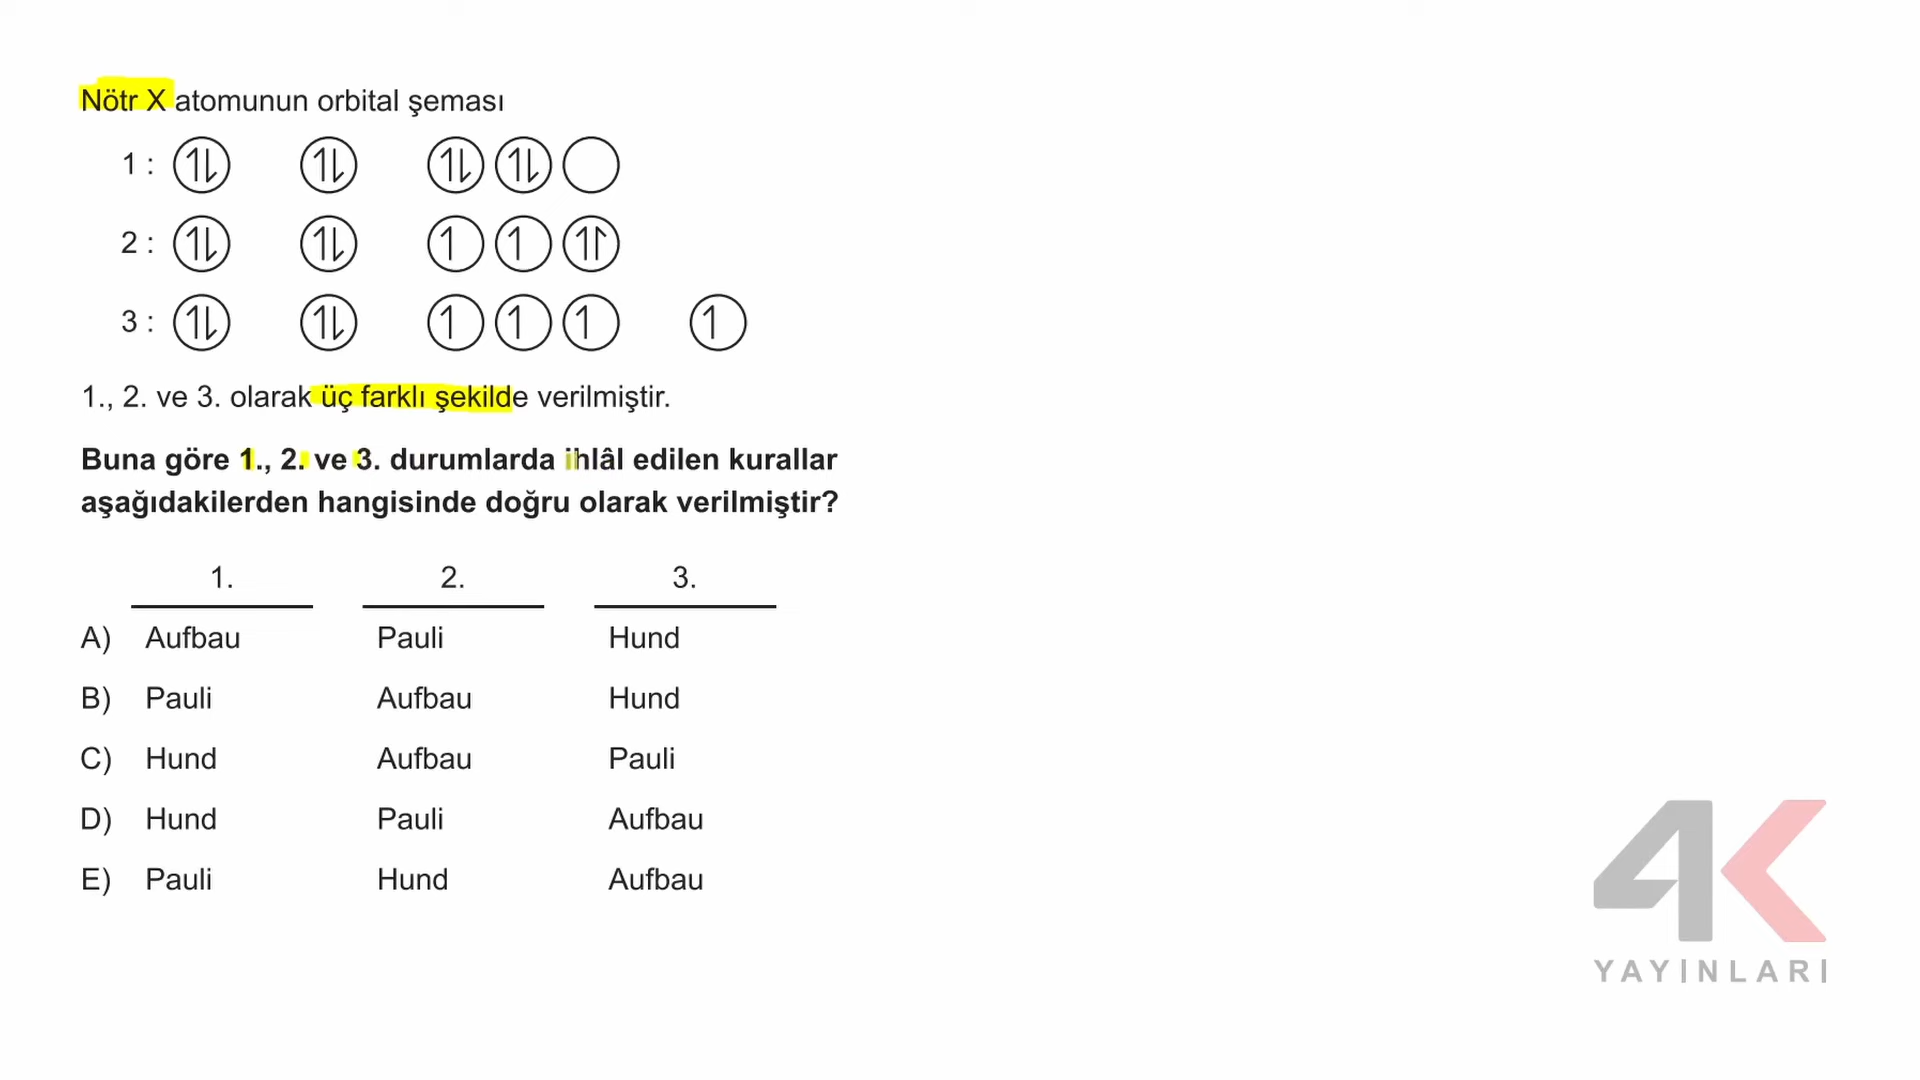 Nötr X atomunun orbital şeması
1 : ↿⇂ ↿⇂ ↿⇂ ↿⇂
2 : ↿⇂ ↿⇂ ↿ ↿ ↿↾
3 : ↿⇂ ↿⇂ ↿ ↿ ↿ ↿
1., 2. ve 3. olarak üç farklı şekilde verilmiştir.
Buna göre 1., 2. ve 3. durumlarda ihlâl edilen kurallar
aşağıdakilerden hangisinde doğru olarak verilmiştir?
1. 2. 3.
A) Aufbau Pauli Hund
B) Pauli Aufbau Hund
C) Hund Aufbau Pauli
D) Hund Pauli Aufbau
E) Pauli Hund Aufbau
4K
YAYINLARI